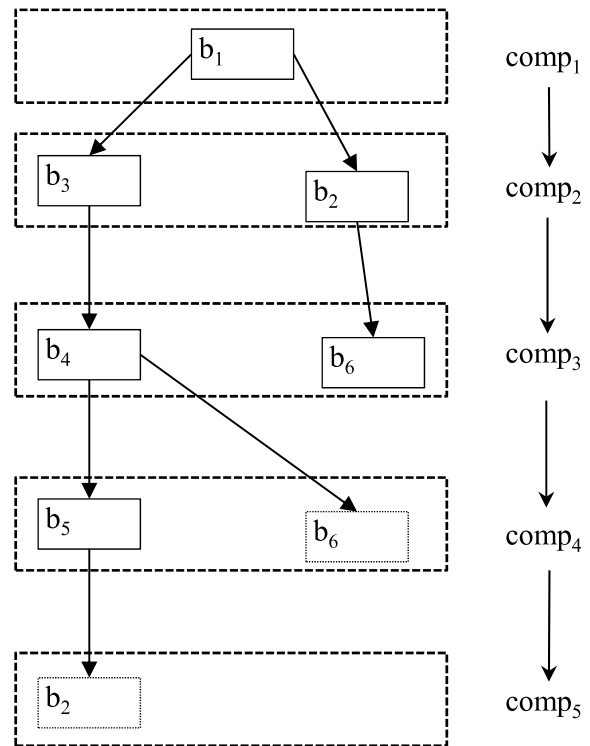 b₁ comp₁
b₃ b₂ comp₂
b₄ b₆ comp₃
b₅ b₆ comp₄
b₂ comp₅